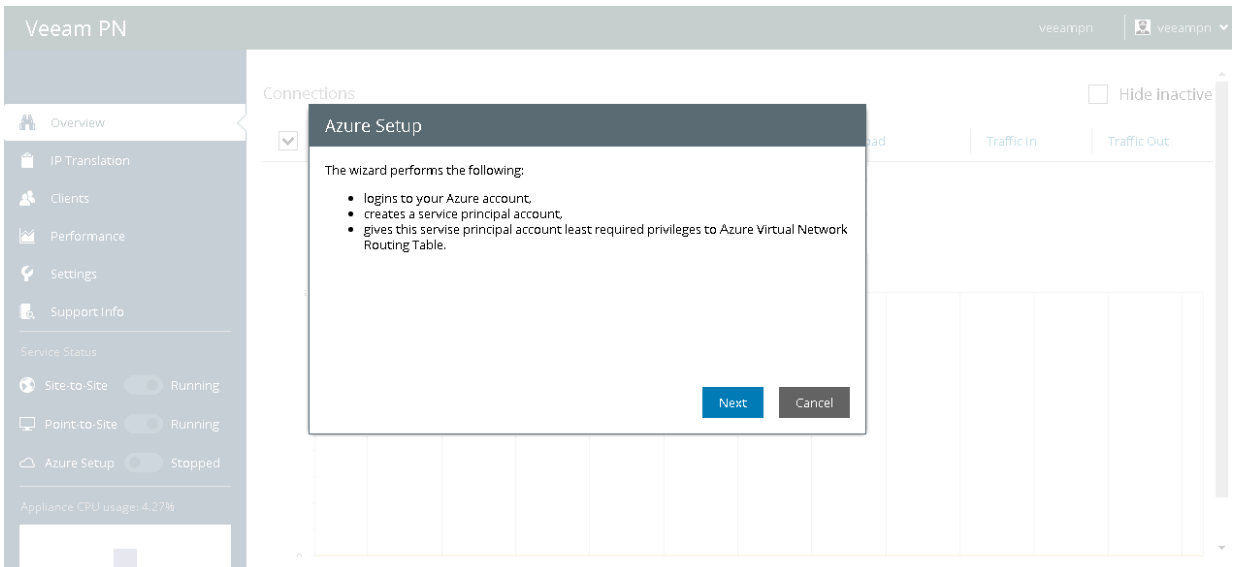 Veeam PN
veeampn
veeampn
Connections
Hide inactive
Overview
Azure Setup
Traffic In
Traffic Out
IP Translation
The wizard performs the following:
Clients
logins to your Azure account,
creates a service principal account,
Performance
gives this servise principal account least required privileges to Azure Virtual Network
Routing Table.
Settings
Support Info
Service Status
Site-to-Site
Running
Next
Cancel
Point-to-Site
Running
Azure Setup
Stopped
Appliance CPU usage: 4.27%
0